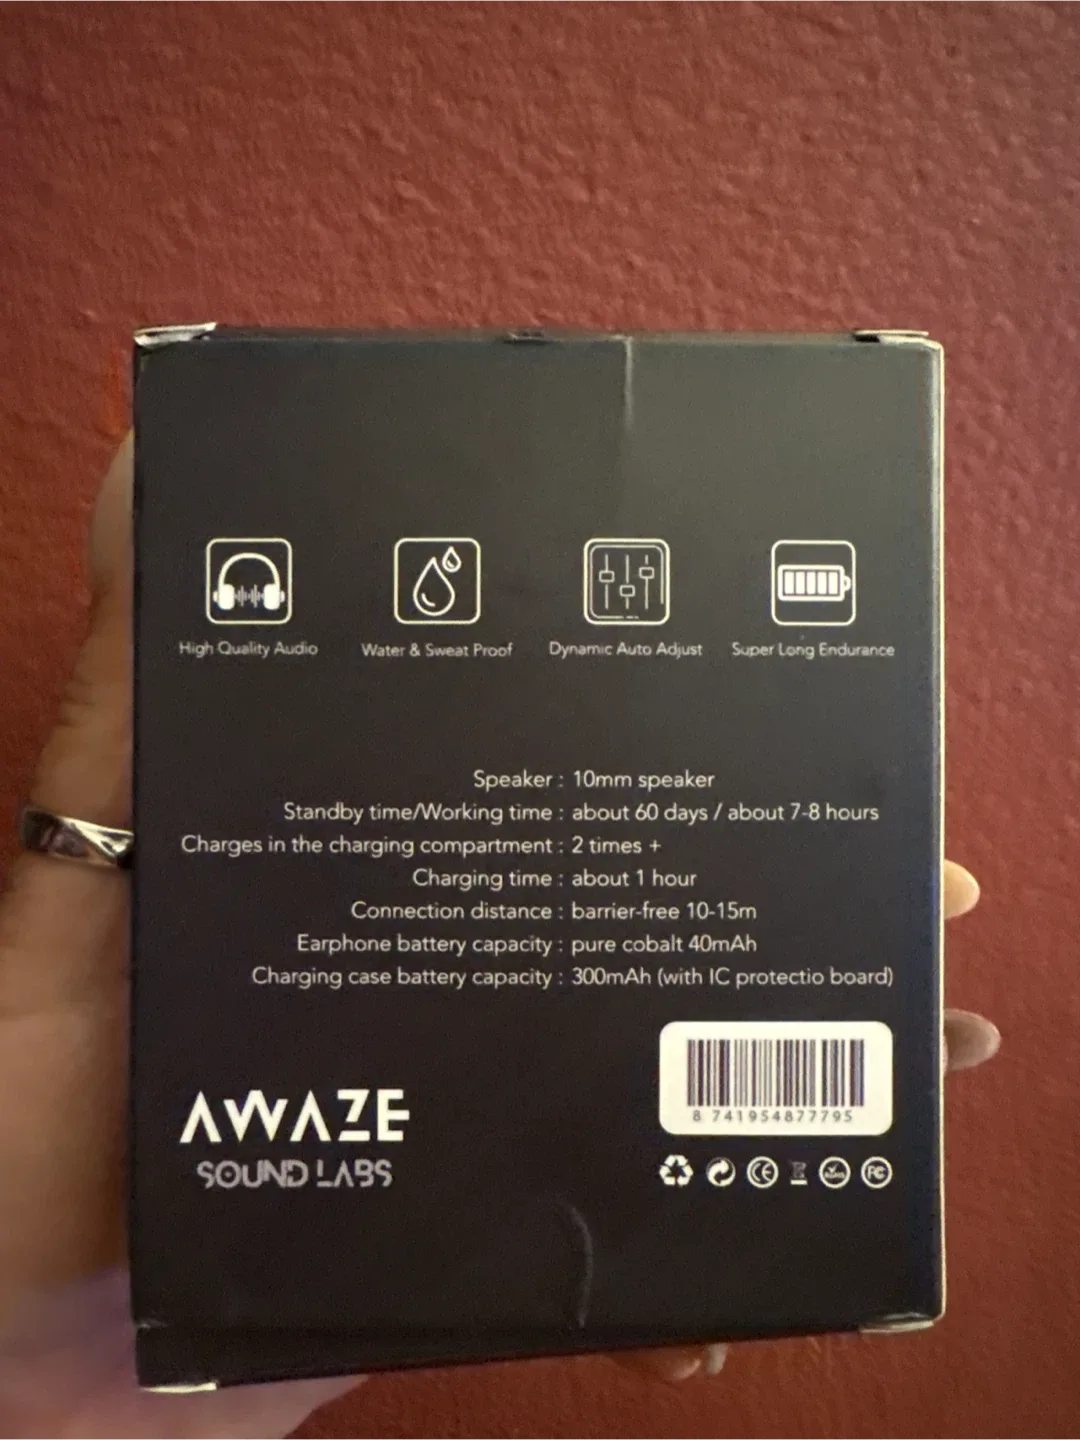 High Quality Audio
Water & Sweat Proof
Dynamic Auto Adjust
Super Long Endurance
Speaker : 10mm speaker
Standby time/Working time : about 60 days / about 7-8 hours
Charges in the charging compartment : 2 times +
Charging time : about 1 hour
Connection distance : barrier-free 10-15m
Earphone battery capacity : pure cobalt 40mAh
Charging case battery capacity : 300mAh (with IC protectio board)
8 741954877795
AWAZE
SOUND LABS
CE
FC